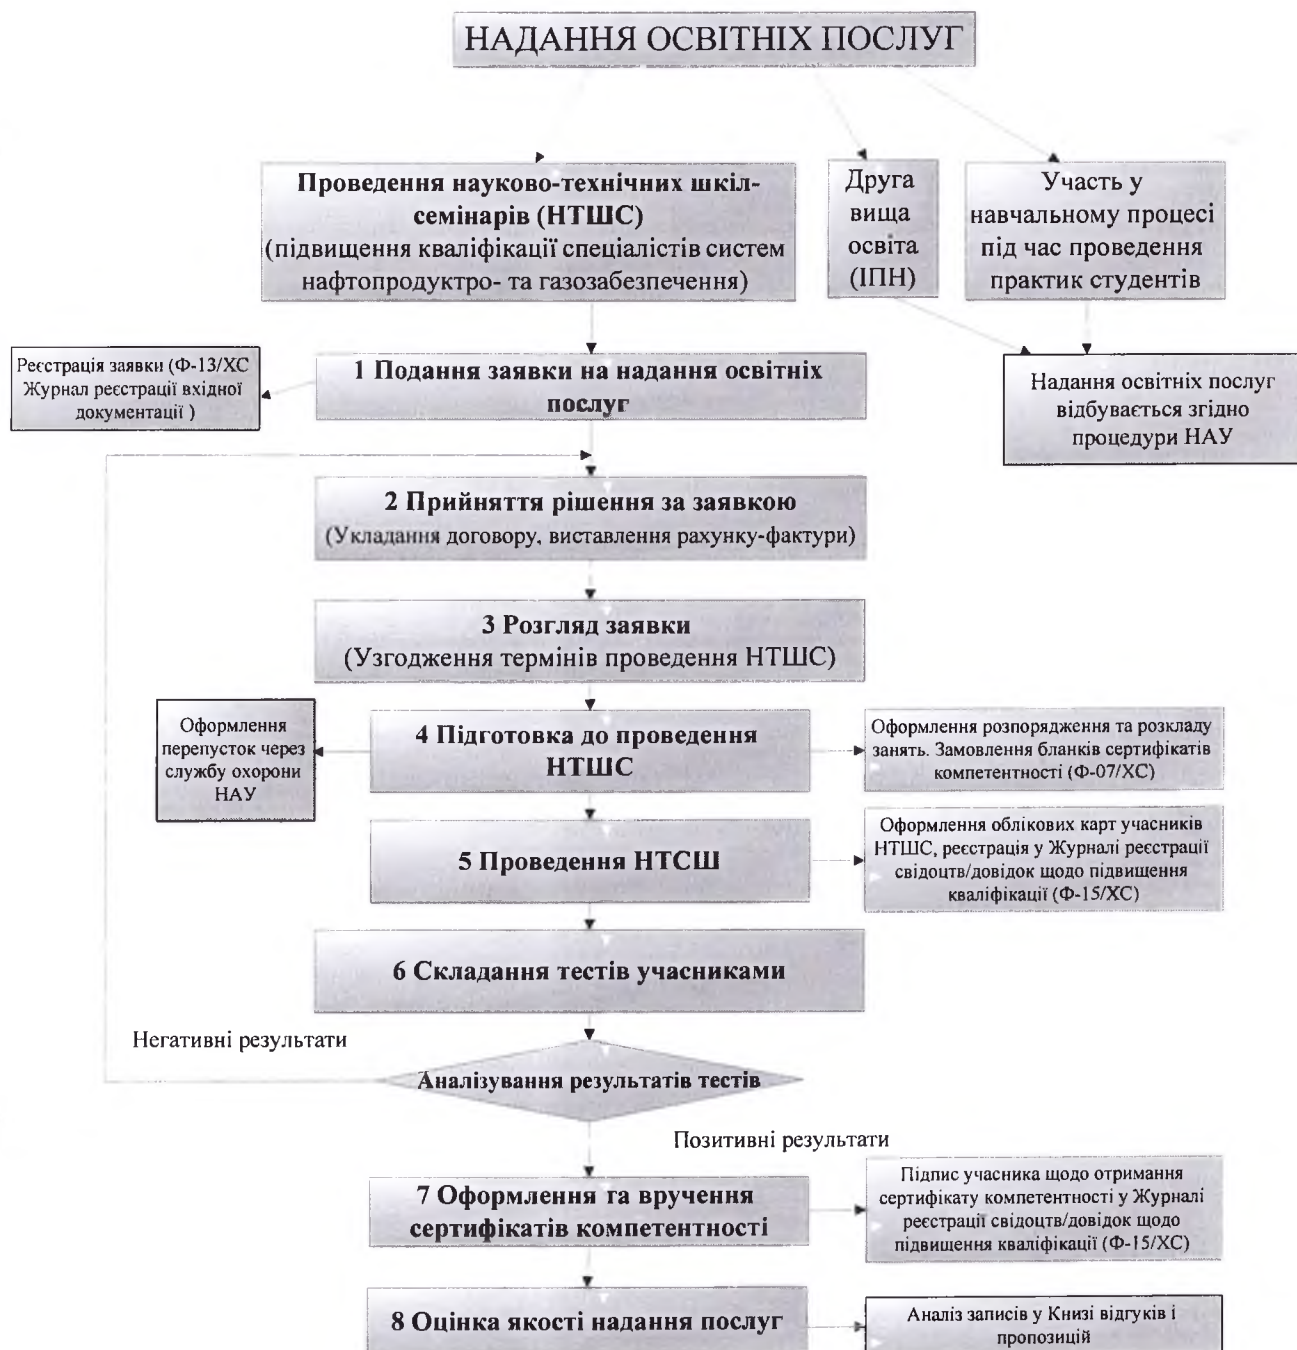 НАДАННЯ ОСВІТНІХ ПОСЛУГ
Проведення науково-технічних шкіл-
семінарів (НТШС)
(підвищення кваліфікації спеціалістів систем
нафтопродуктро- та газозабезпечення)
Друга
вища
освіта
(ІПН)
Участь у
навчальному процесі
під час проведення
практик студентів
Реєстрація заявки (Ф-13/ХС
Журнал реєстрації вхідної
документації )
1 Подання заявки на надання освітніх
послуг
Надання освітніх послуг
відбувається згідно
процедури НАУ
2 Прийняття рішення за заявкою
(Укладання договору, виставлення рахунку-фактури)
3 Розгляд заявки
(Узгодження термінів проведення НТШС)
Оформлення
перепусток через
службу охорони
НАУ
4 Підготовка до проведення
НТШС
Оформлення розпорядження та розкладу
занять. Замовлення бланків сертифікатів
компетентності (Ф-07/ХС)
5 Проведення НТСШ
Оформлення облікових карт учасників
НТШС, реєстрація у Журналі реєстрації
свідоцтв/довідок щодо підвищення
кваліфікації (Ф-15/ХС)
6 Складання тестів учасниками
Негативні результати
Аналізування результатів тестів
Позитивні результати
7 Оформлення та вручення
сертифікатів компетентності
Підпис учасника щодо отримання
сертифікату компетентності у Журналі
реєстрації свідоцтв/довідок щодо
підвищення кваліфікації (Ф-15/ХС)
8 Оцінка якості надання послуг
Аналіз записів у Книзі відгуків і
пропозицій